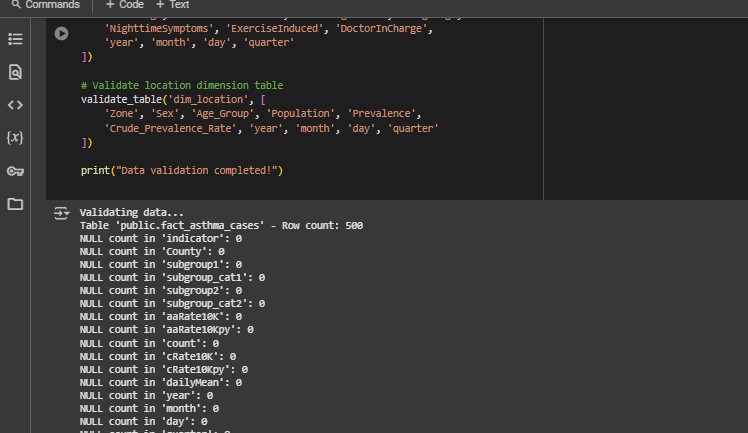 Commands + Code + Text
'NighttimeSymptoms', 'ExerciseInduced', 'DoctorInCharge',
'year', 'month', 'day', 'quarter'
])
# Validate location dimension table
validate_table('dim_location', [
'Zone', 'Sex', 'Age_Group', 'Population', 'Prevalence',
'Crude_Prevalence_Rate', 'year', 'month', 'day', 'quarter'
])
print("Data validation completed!")
Validating data...
Table 'public.fact_asthma_cases' - Row count: 500
NULL count in 'indicator': 0
NULL count in 'County': 0
NULL count in 'subgroup1': 0
NULL count in 'subgroup_cat1': 0
NULL count in 'subgroup2': 0
NULL count in 'subgroup_cat2': 0
NULL count in 'aaRate10K': 0
NULL count in 'aaRate10Kpy': 0
NULL count in 'count': 0
NULL count in 'cRate10K': 0
NULL count in 'cRate10Kpy': 0
NULL count in 'dailyMean': 0
NULL count in 'year': 0
NULL count in 'month': 0
NULL count in 'day': 0